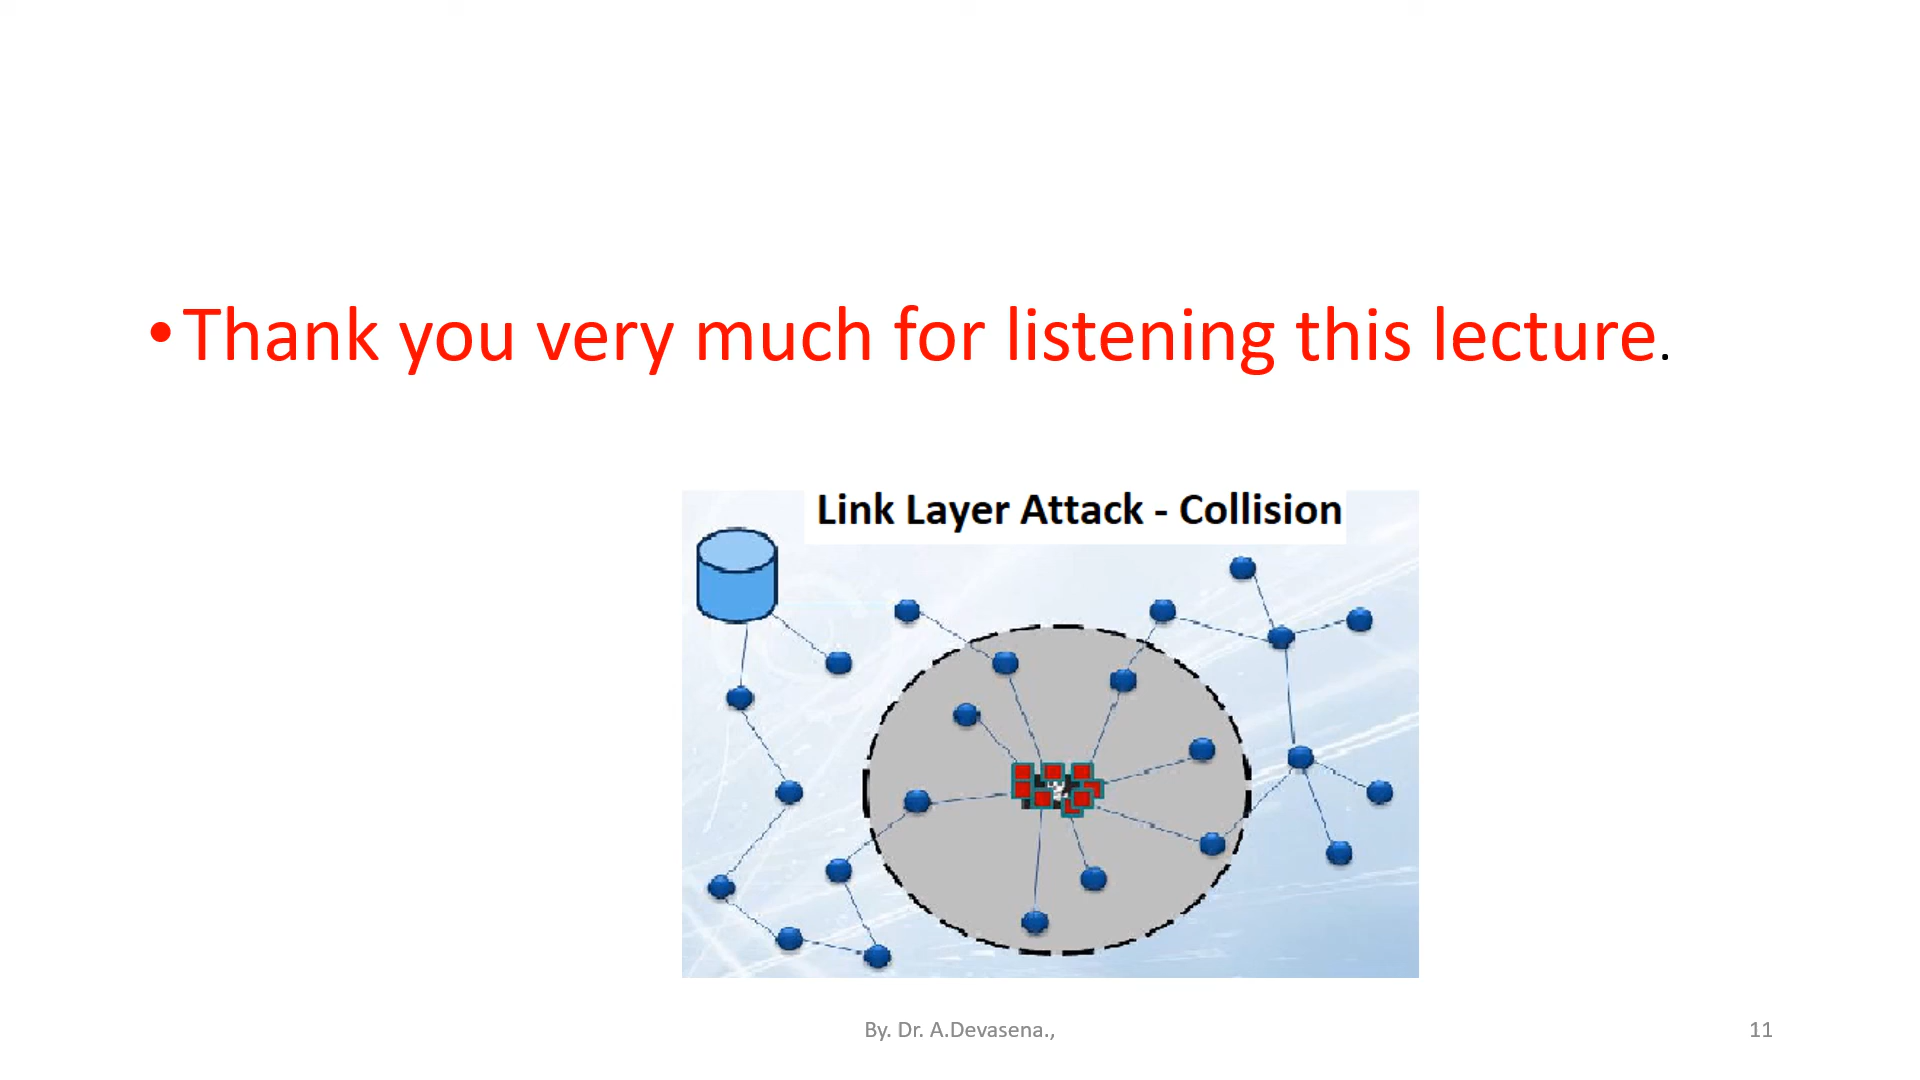 •Thank you very much for listening this lecture.
Link Layer Attack - Collision
By. Dr. A.Devasena.,
11